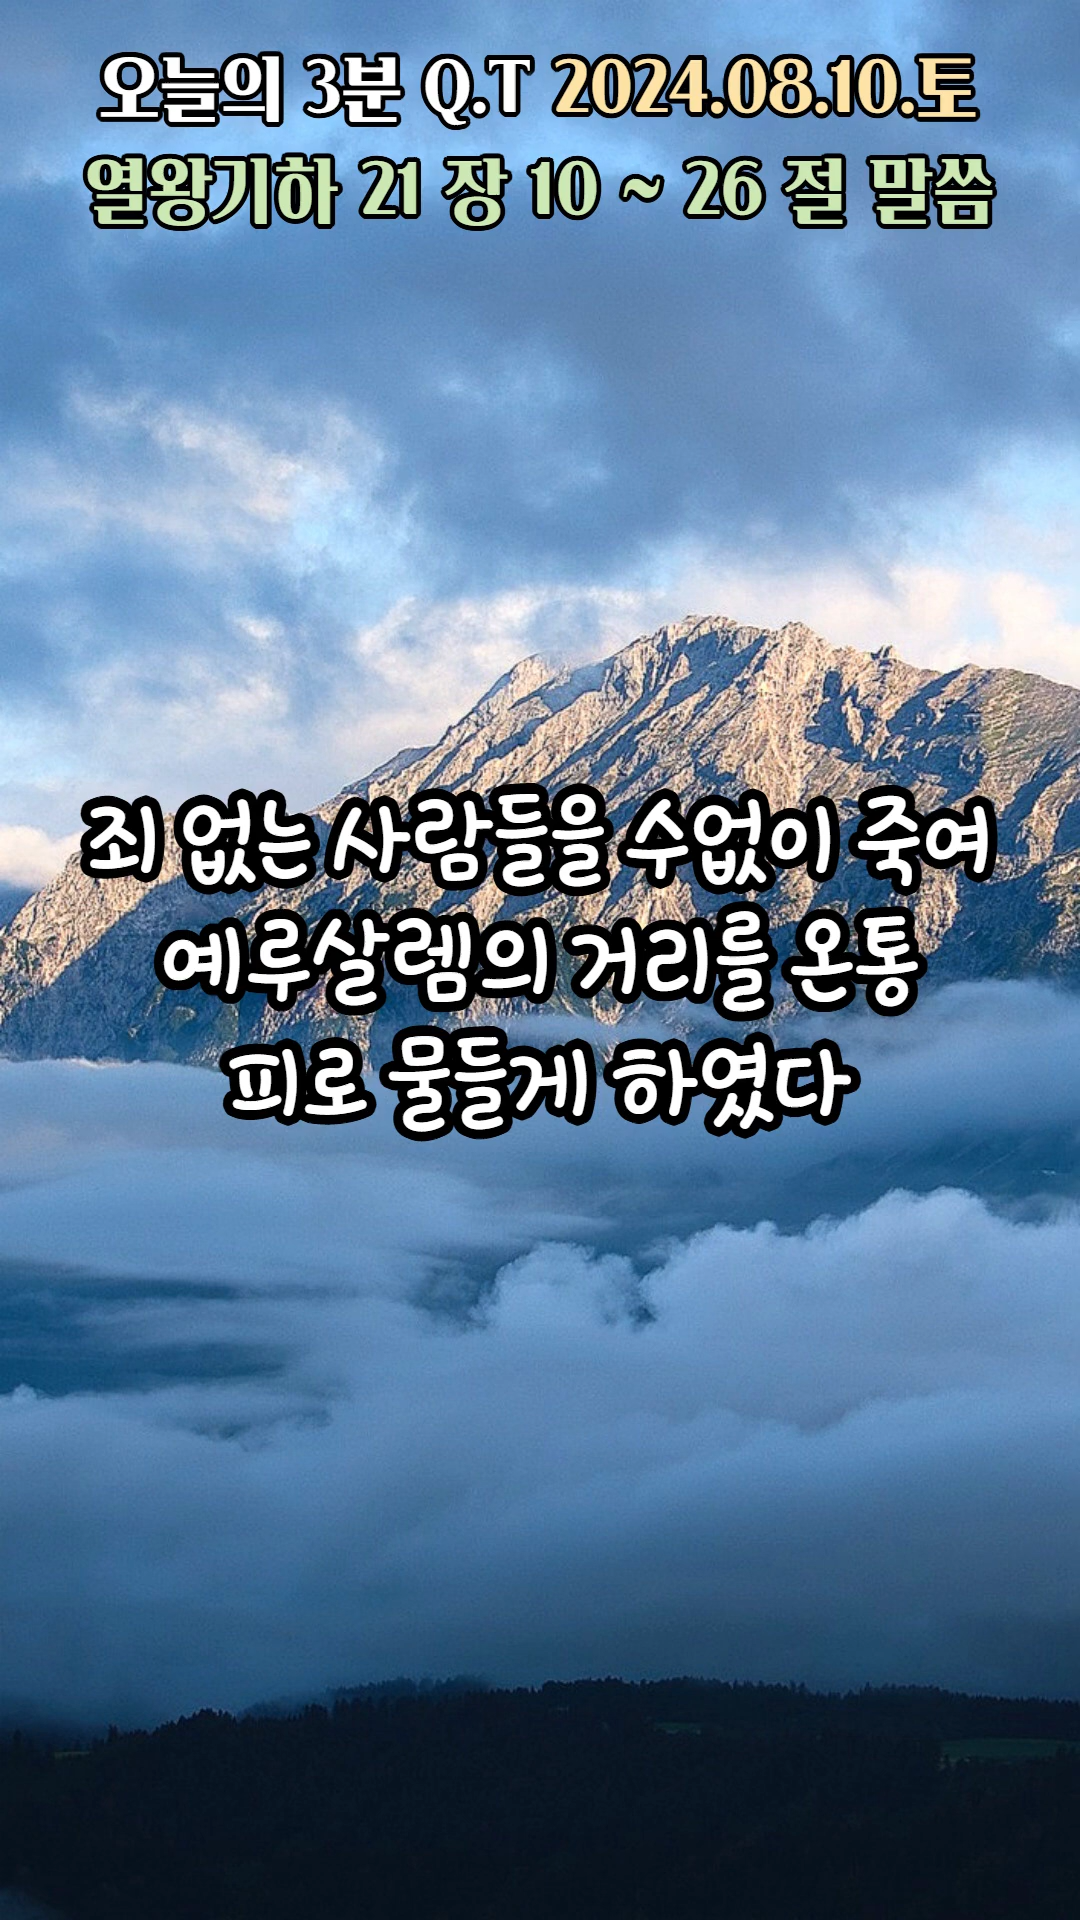 오늘의 3분 Q.T 2024.08.10.토
열왕기하 21 장 10 ~ 26 절 말씀
죄 없는 사람들을 수없이 죽여
예루살렘의 거리를 온통
피로 물들게 하였다